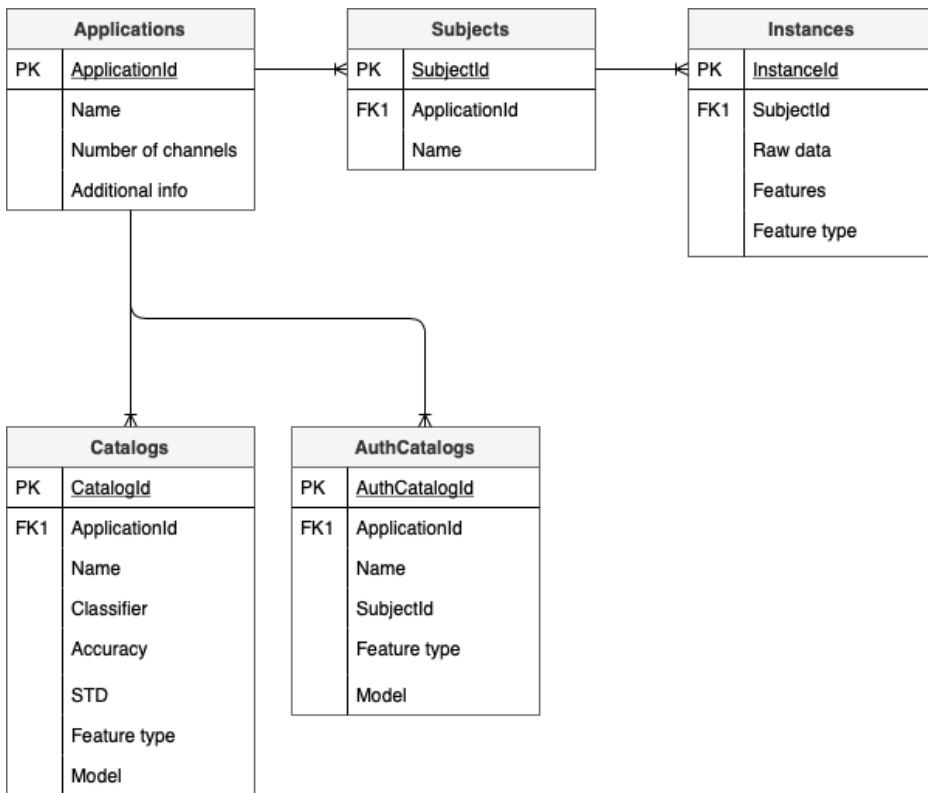 Applications
PK ApplicationId
Name
Number of channels
Additional info
Subjects
PK SubjectId
FK1 ApplicationId
Name
Instances
PK InstanceId
FK1 SubjectId
Raw data
Features
Feature type
Catalogs
PK CatalogId
FK1 ApplicationId
Name
Classifier
Accuracy
STD
Feature type
Model
AuthCatalogs
PK AuthCatalogId
FK1 ApplicationId
Name
SubjectId
Feature type
Model